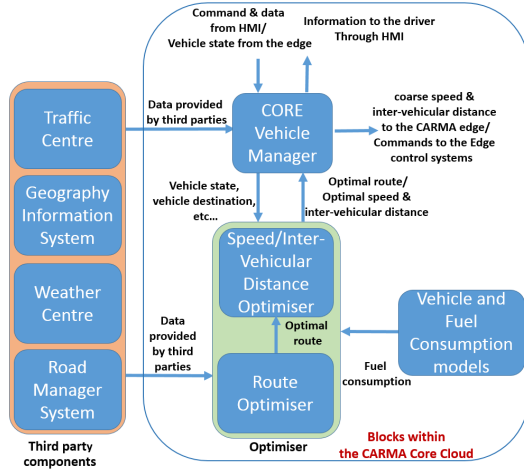 Command & data
from HMI/
Vehicle state from the edge
Information to the driver
Through HMI
Traffic
Centre
Data provided
by third parties
CORE
Vehicle
Manager
coarse speed &
inter-vehicular distance
to the CARMA edge/
Commands to the Edge
control systems
Geography
Information
System
Vehicle state,
vehicle destination,
etc...
Optimal route/
Optimal speed &
inter-vehicular distance
Speed/Inter-
Vehicular
Distance
Optimiser
Weather
Centre
Vehicle and
Fuel
Consumption
models
Data
provided
by third
parties
Optimal
route
Road
Manager
System
Route
Optimiser
Fuel
consumption
Third party
components
Optimiser
Blocks within
the CARMA Core Cloud